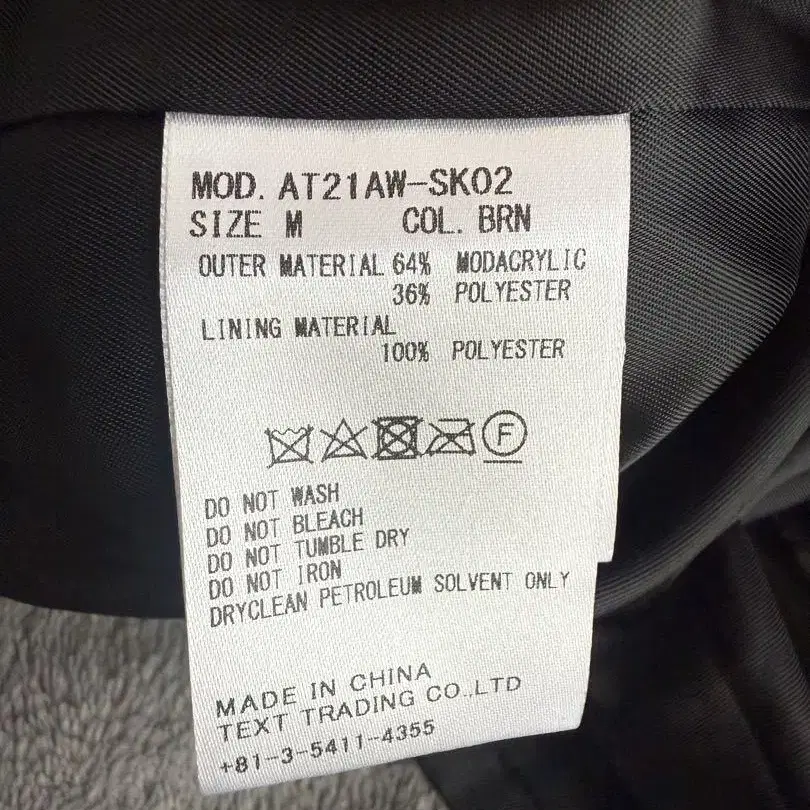 MOD. AT21AW-SK02
SIZE M COL. BRN
OUTER MATERIAL 64% MODACRYLIC
36% POLYESTER
LINING MATERIAL
100% POLYESTER
F
DO NOT WASH
DO NOT BLEACH
DO NOT TUMBLE DRY
DO NOT IRON
DRYCLEAN PETROLEUM SOLVENT ONLY
MADE IN CHINA
TEXT TRADING CO.,LTD
+81-3-5411-4355